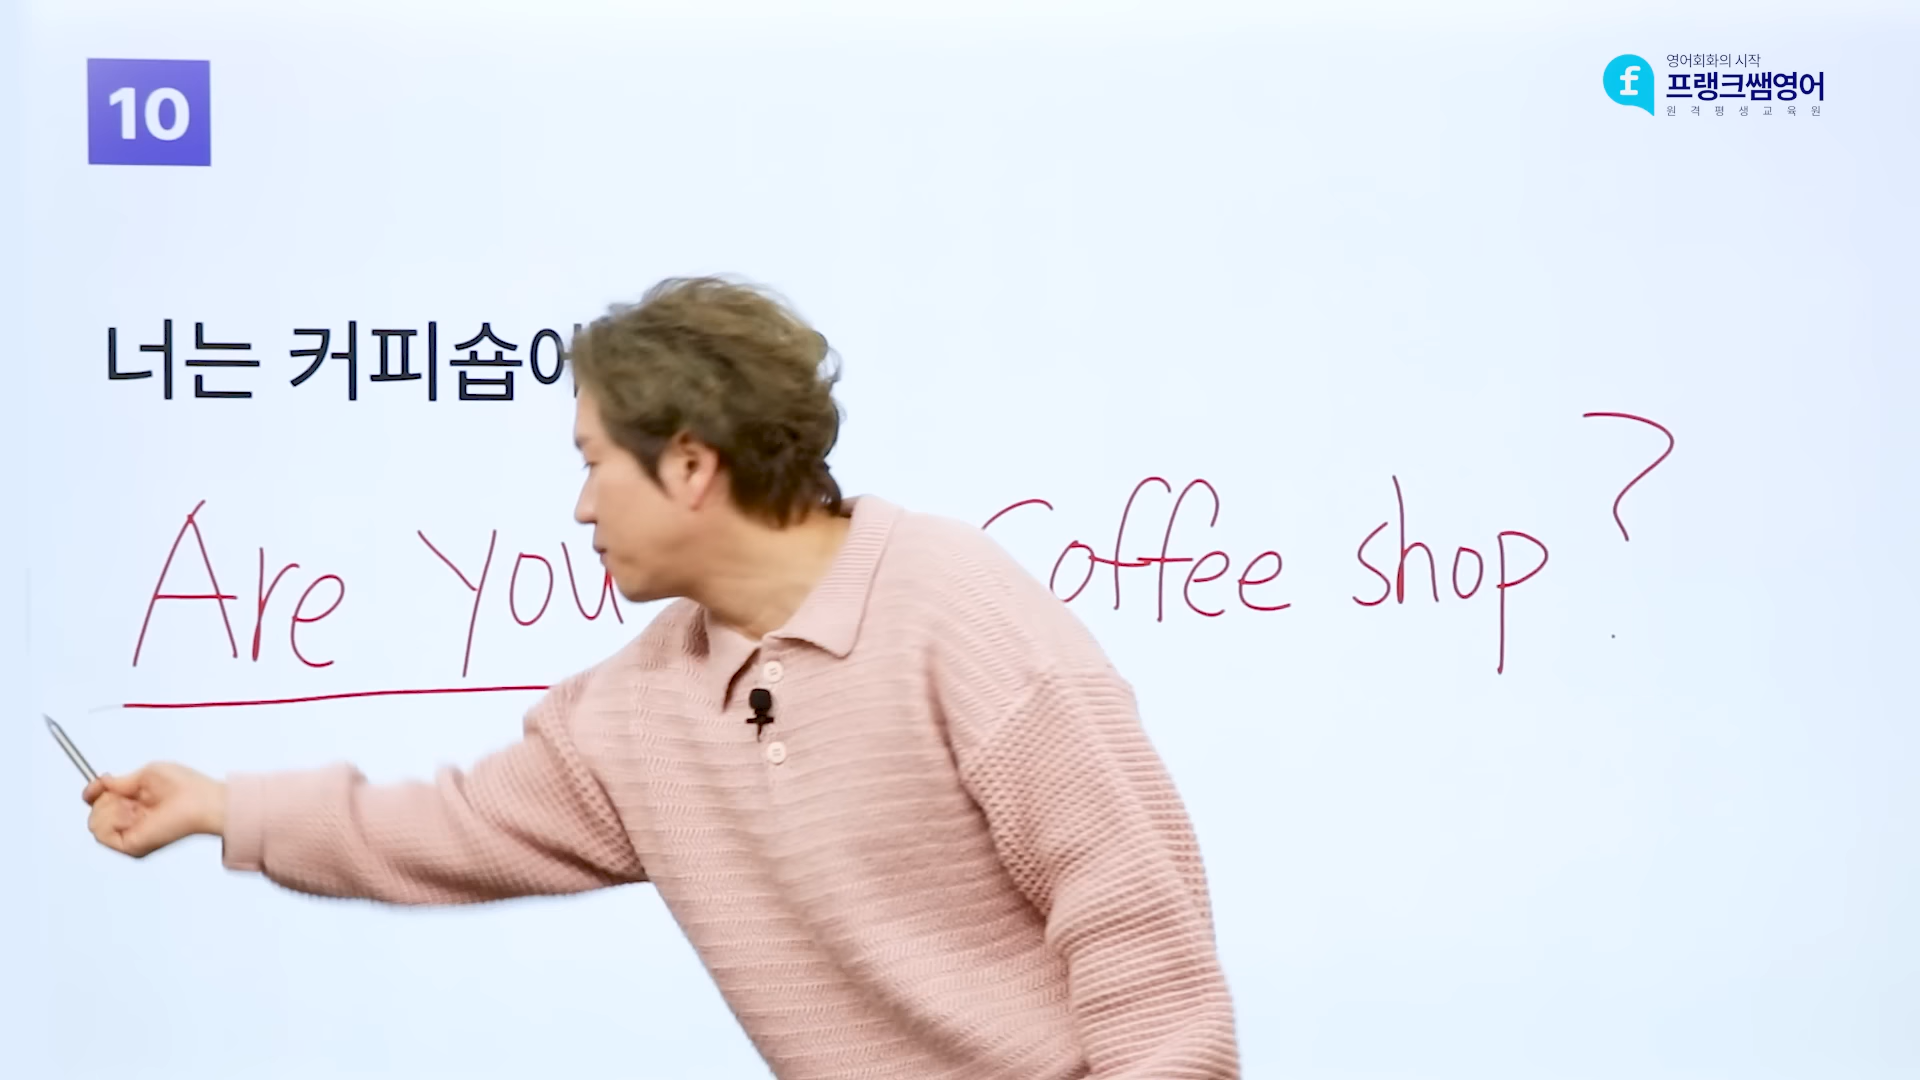 10
영어회화의 시작
프랭크쌤영어
원격평생교육원
너는 커피숍에
Are you coffee shop?